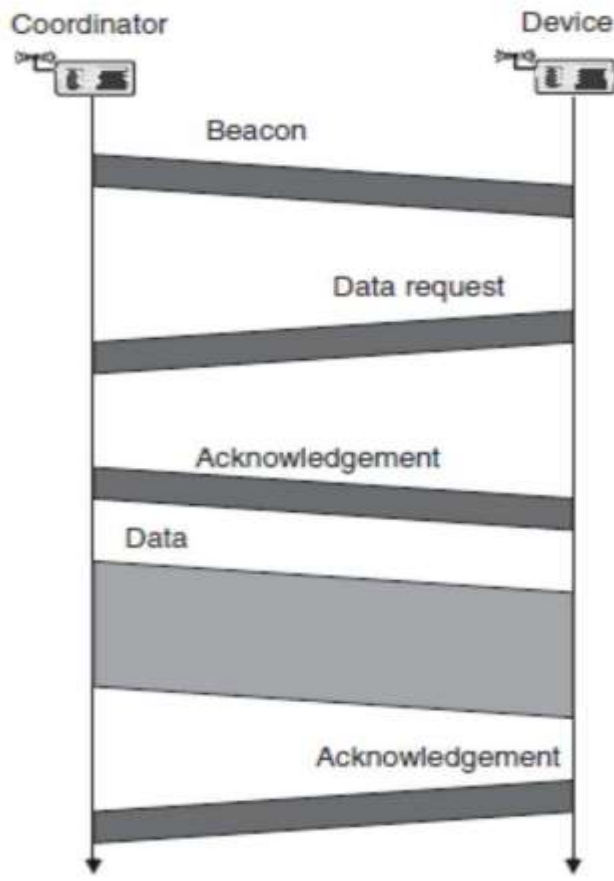 Coordinator
Device
Beacon
Data request
Acknowledgement
Data
Acknowledgement